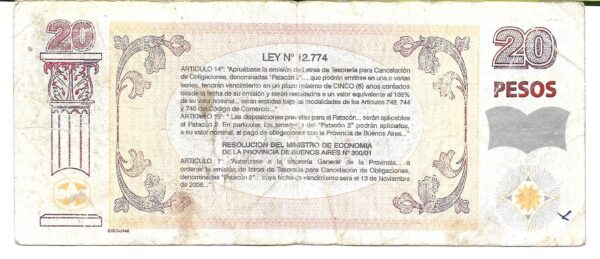 20
20
PESOS
LEY Nº 12.774
ARTICULO 14º: "Apruébase la emisión de Letras de Tesorería para Cancelación
de Obligaciones, denominadas "Patacón 2"... que podrán emitirse en una o varias
series, tendrán vencimiento en un plazo máximo de CINCO (5) años contados
desde la fecha de su emisión y serán rescatados a un valor equivalente al 136%
de su valor nominal... serán emitidas bajo las modalidades de los Artículos 742, 744
y 746 del Código de Comercio..."
ARTICULO 15º: " Las disposiciones previstas para el Patacón... serán aplicables
al Patacón 2. En particular, los tenedores del "Patacón 2" podrán aplicarlos,
a su valor nominal, al pago de obligaciones con la Provincia de Buenos Aires..."
RESOLUCION DEL MINISTRO DE ECONOMIA
DE LA PROVINCIA DE BUENOS AIRES Nº 300/01
ARTICULO 1º: "Autorízase a la Tesorería General de la Provincia... a
ordenar la emisión de letras de Tesorería para Cancelación de Obligaciones,
denominadas "Patacón 2"... cuya fecha de vencimiento será el 13 de Noviembre
de 2006..."
CICCONE